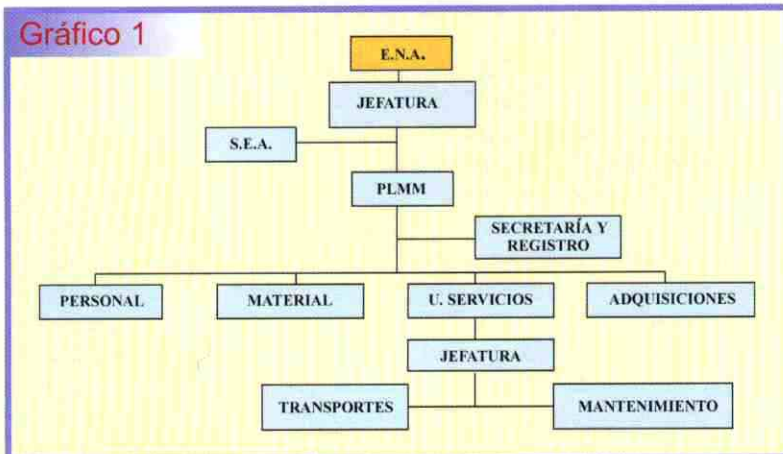 Gráfico 1
E.N.A.
JEFATURA
S.E.A.
PLMM
SECRETARÍA Y
REGISTRO
PERSONAL
MATERIAL
U. SERVICIOS
ADQUISICIONES
JEFATURA
TRANSPORTES
MANTENIMIENTO